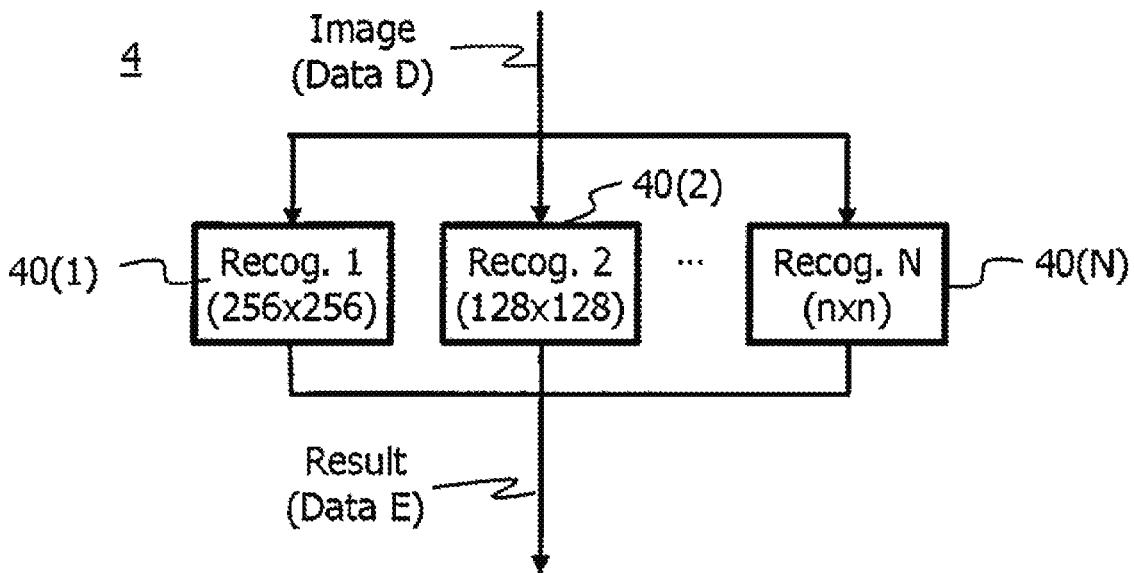 4
Image
(Data D)
40(2)
40(1)
Recog. 1
(256x256)
Recog. 2
(128x128)
...
Recog. N
(nxn)
40(N)
Result
(Data E)